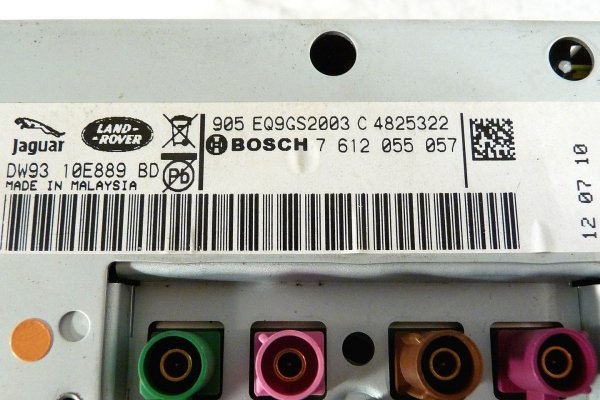 JAGUAR
LAND-
ROVER
905 EQ9GS2003 C 4825322
BOSCH 7 612 055 057
DW93 10E889 BD
Pb
MADE IN MALAYSIA
12 07 10